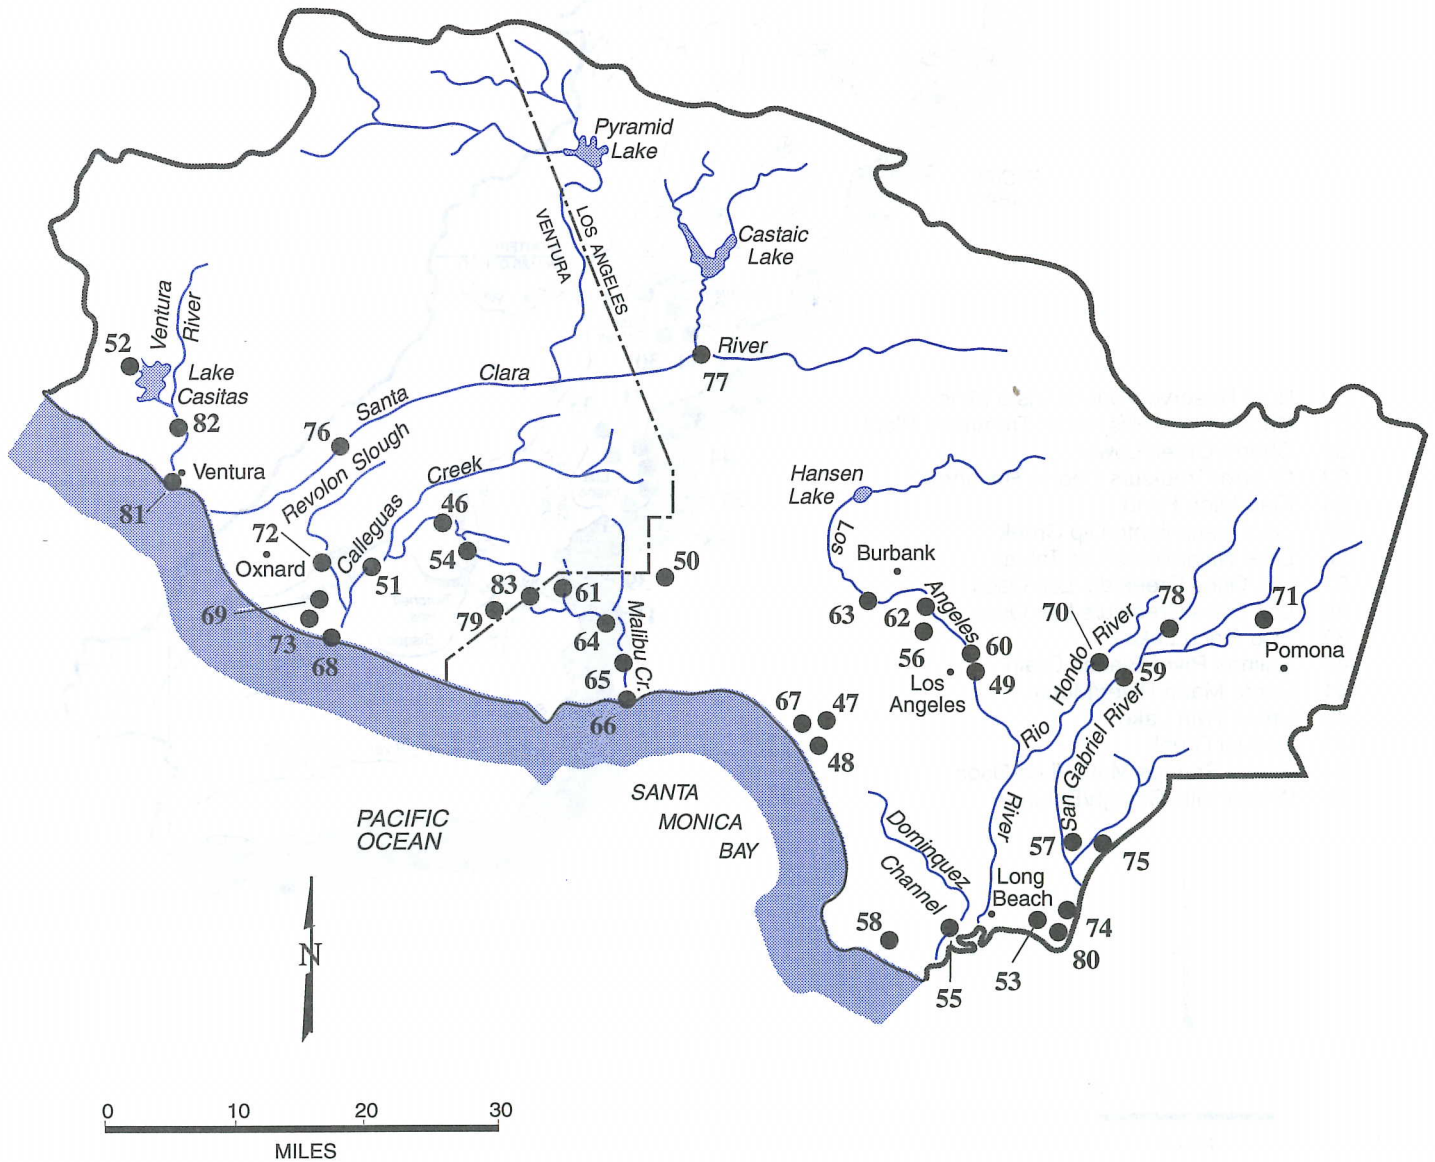 Pyramid
Lake
VENTURA
LOS ANGELES
Castaic
Lake
Ventura
River
52
Lake
Casitas
82
Santa
Clara
River
77
76
Revolon Slough
Ventura
81
Creek
Calleguas
46
72
Oxnard
51
54
83
61
50
69
79
73
68
64
65
66
Malibu Cr.
Hansen
Lake
Los
Burbank
Angeles
63
62
56
60
49
Los
Angeles
70
78
71
Rio Hondo River
59
Pomona
67
47
48
San Gabriel River
River
57
75
SANTA
MONICA
BAY
PACIFIC
OCEAN
Dominquez
Channel
Long
Beach
58
55
53
74
80
N
0 10 20 30
MILES